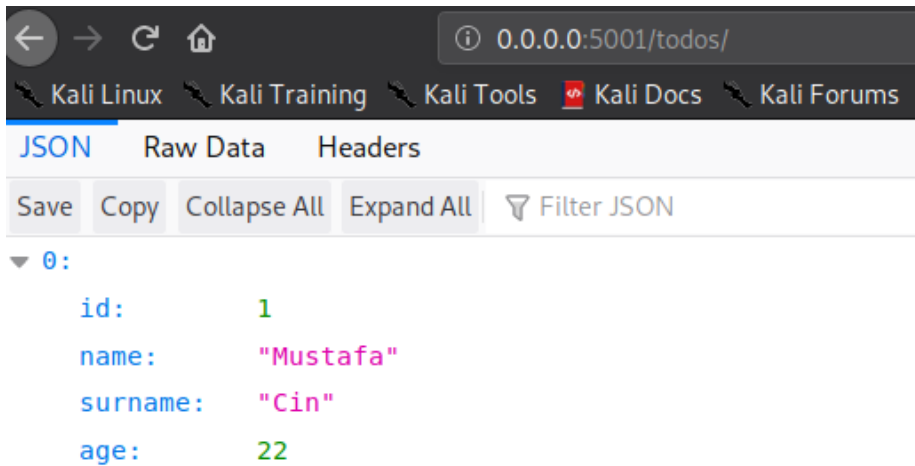 0.0.0.0:5001/todos/
Kali Linux Kali Training Kali Tools Kali Docs Kali Forums
JSON Raw Data Headers
Save Copy Collapse All Expand All Filter JSON
0:
id: 1
name: "Mustafa"
surname: "Cin"
age: 22